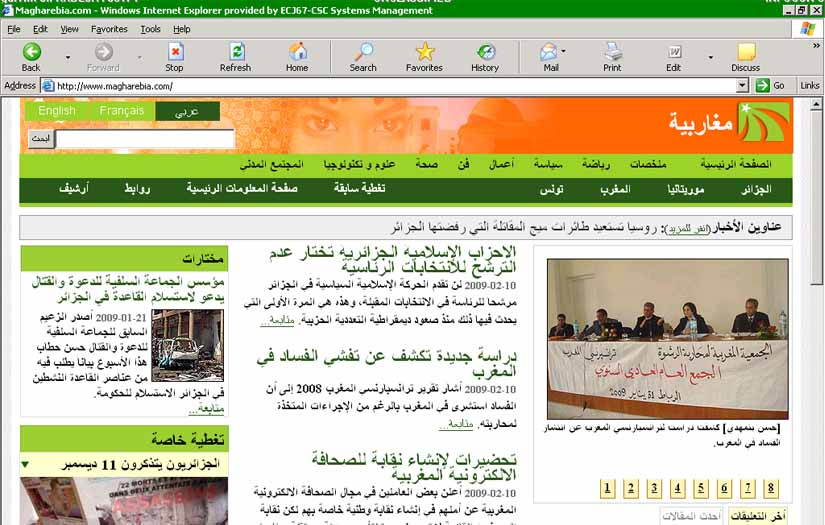 Magharebia.com - Windows Internet Explorer provided by ECJ67-CSC Systems Management
File Edit View Favorites Tools Help
Back Forward Stop Refresh Home Search Favorites History Mail Print Edit Discuss
Address http://www.magharebia.com/ Go Links
English Français عربي
مغاربية
ابحث
الصفحة الرئيسية ملخصات رياضة سياسة أعمال فن صحة علوم و تكنولوجيا المجتمع المدني
الجزائر موريتانيا المغرب تونس تغطية سابقة صفحة المعلومات الرئيسية روابط أرشيف
عناوين الأخبار(انقر للمزيد): روسيا تستعيد طائرات ميج المقاتلة التي رفضتها الجزائر
الجمعية المغربية لمحاربة الرشوة
ترانسبرنسي المغرب
الجمع العام العادي السنوي
الرباط 31 يناير 2009
[حسن بنمهدي] كشفت دراسة لترانسبارنسي المغرب عن انتشار
الفساد في المغرب.
1 2 3 4 5 6 7 8
آخر التعليقات أحدث المقالات
الأحزاب الإسلامية الجزائرية تختار عدم
الترشح للانتخابات الرئاسية
2009-02-10 لن تقدم الحركة الإسلامية السياسية في الجزائر
مرشحا للرئاسة في الانتخابات المقبلة، وهذه هي المرة الأولى التي
يحدث فيها ذلك منذ صعود ديمقراطية التعددية الحزبية. متابعة...
دراسة جديدة تكشف عن تفشي الفساد في
المغرب
2009-02-10 أشار تقرير ترانسبارنسي المغرب 2008 إلى أن
الفساد استشرى في المغرب بالرغم من الإجراءات المتخذة
لمحاربته. متابعة...
تحضيرات لإنشاء نقابة للصحافة
الالكترونية المغربية
2009-02-10 أعلن بعض العاملين في مجال الصحافة الالكترونية
المغربية عن أملهم في إنشاء نقابة وطنية خاصة بهم لكن نقابة
مختارات
مؤسس الجماعة السلفية للدعوة والقتال
يدعو لاستسلام القاعدة في الجزائر
2009-01-21 أصدر الزعيم
السابق للجماعة السلفية
للدعوة والقتال حسن حطاب
هذا الأسبوع بيانا يطلب فيه
من عناصر القاعدة النشطين
في الجزائر الاستسلام للحكومة.
متابعة...
تغطية خاصة
الجزائريون يتذكرون 11 ديسمبر
22 MORTS ET
DANS DEUX ATTENTATS
ASSASSINS